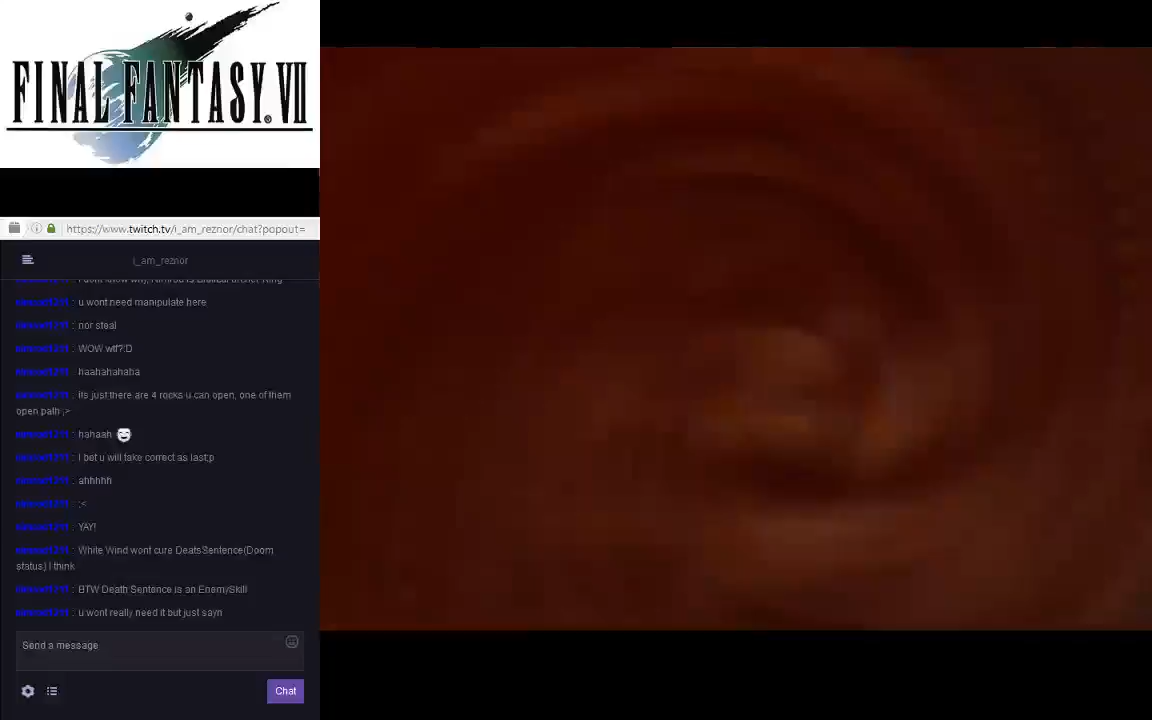 FINAL FANTASY. VII
https://www.twitch.tv/i_am_reznor/chat?popout=
i_am_reznor
: u wont need manipulate here
: nor steal
: WOW wtf?!D
: haahahahaha
: its just there are 4 rocks u can open, one of them
open path ;>
: hahaah
: I bet u will take correct as last;p
: ahhhhh
: ;<
: YAY!
: White Wind wont cure DeatsSentence(Doom
status) I think
: BTW Death Sentence is an EnemySkill
: u wont really need it but just sayn
Send a message
Chat